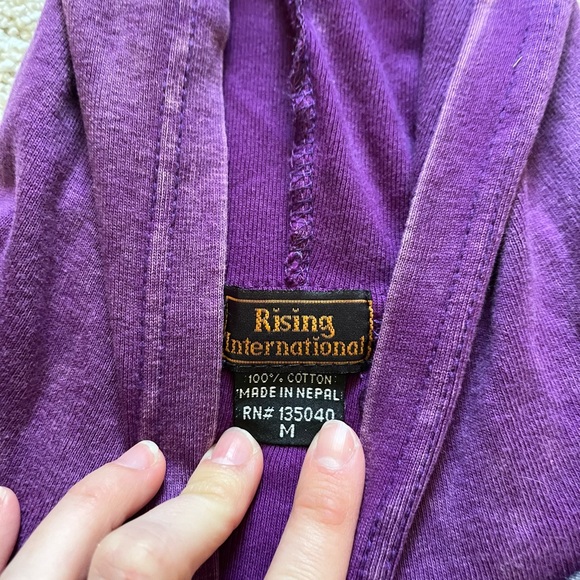 Rising
International
100% COTTON
MADE IN NEPAL
RN# 135040
M